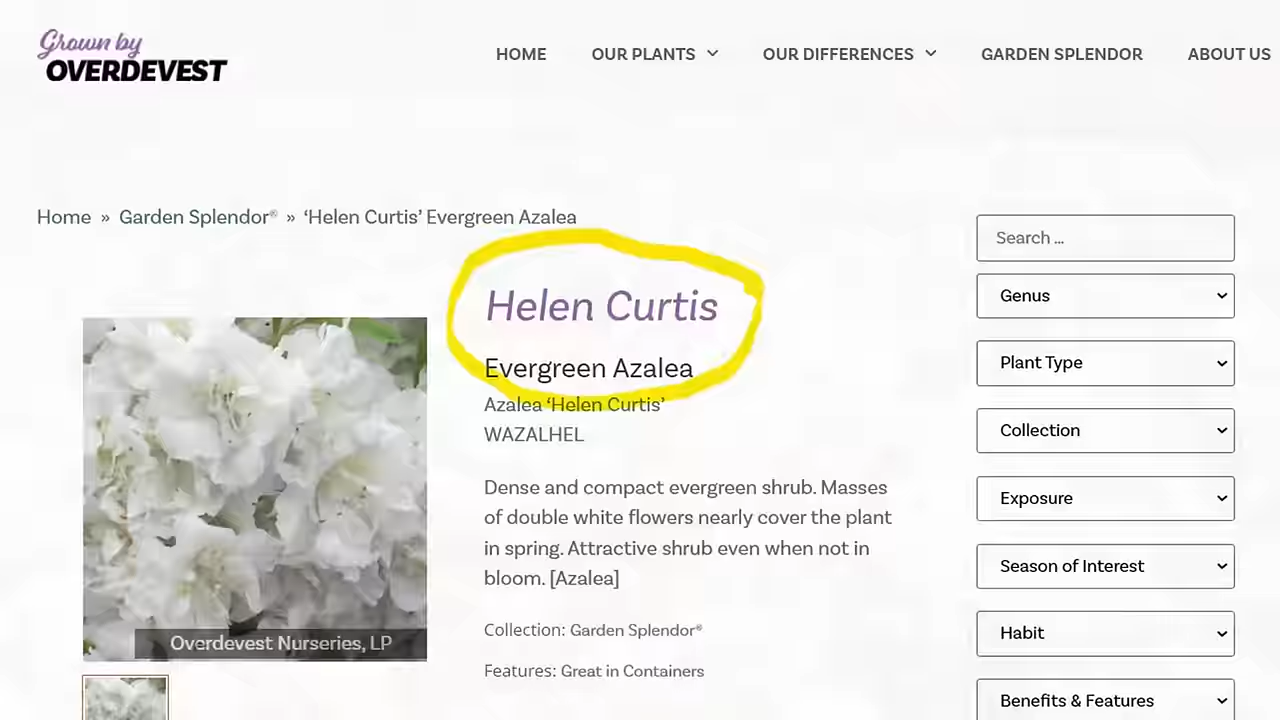 Grown by
OVERDEVEST
HOME OUR PLANTS OUR DIFFERENCES GARDEN SPLENDOR ABOUT US
Home » Garden Splendor® » ‘Helen Curtis’ Evergreen Azalea
Search ...
Genus
Plant Type
Collection
Exposure
Season of Interest
Habit
Benefits & Features
Helen Curtis
Evergreen Azalea
Azalea ‘Helen Curtis’
WAZALHEL
Dense and compact evergreen shrub. Masses
of double white flowers nearly cover the plant
in spring. Attractive shrub even when not in
bloom. [Azalea]
Collection: Garden Splendor®
Features: Great in Containers
Overdevest Nurseries, LP